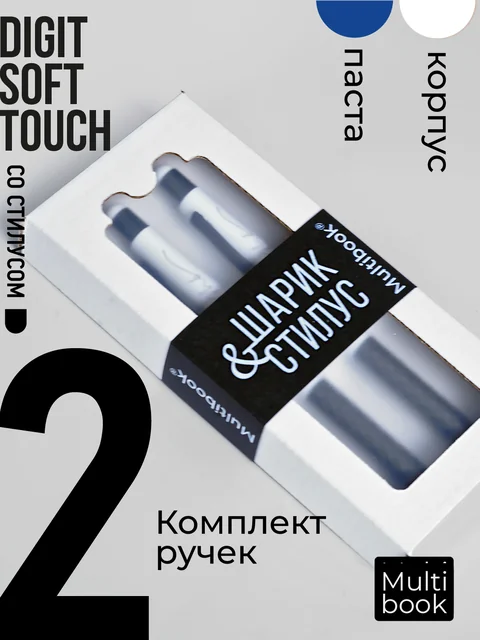 DIGIT
SOFT
TOUCH
СО СТИЛУСОМ
паста
корпус
Multibook®
ШАРИК
&СТИЛУС
Multibook®
2
Комплект
ручек
Multi
book